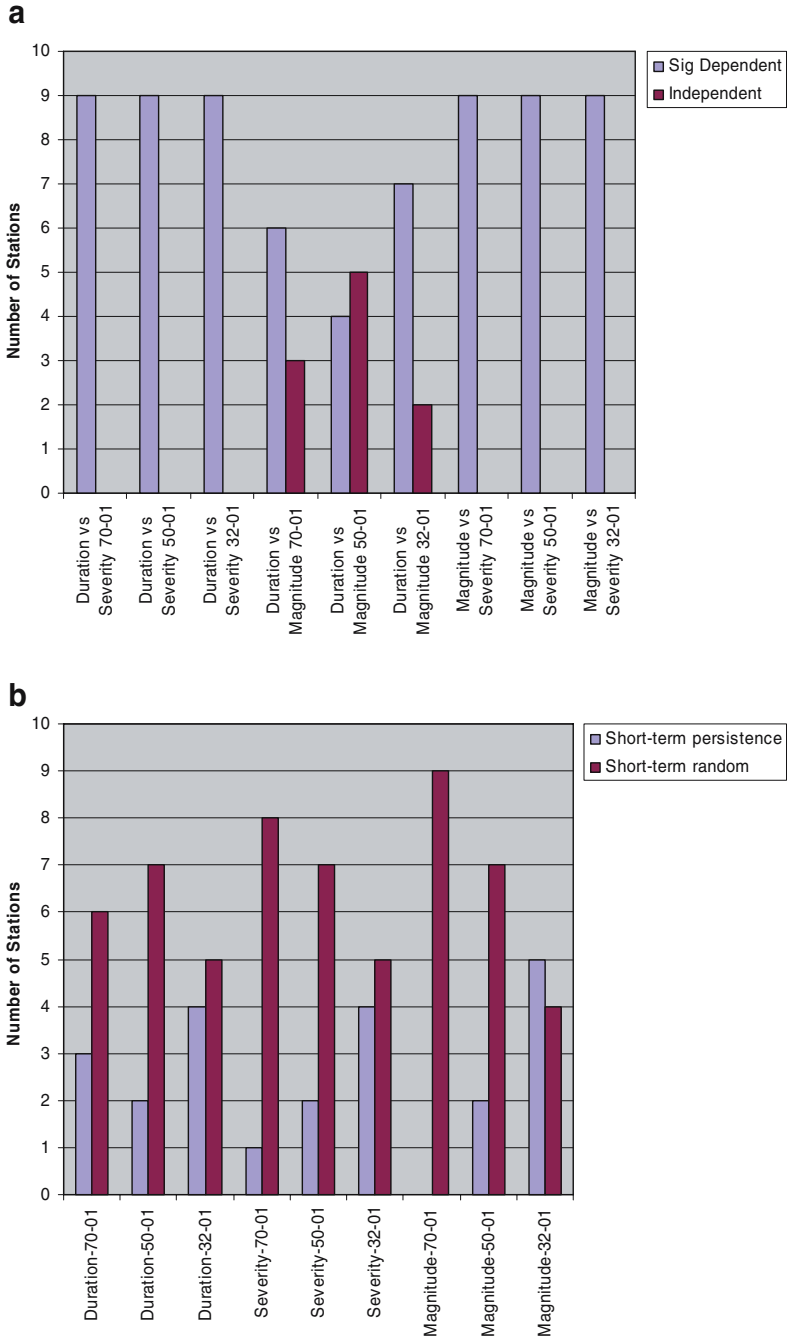 a
10
9
8
7
6
5
4
3
2
1
0
Number of Stations
Sig Dependent
Independent
Duration vs
Severity 70-01
Duration vs
Severity 50-01
Duration vs
Severity 32-01
Duration vs
Magnitude 70-01
Duration vs
Magnitude 50-01
Duration vs
Magnitude 32-01
Magnitude vs
Severity 70-01
Magnitude vs
Severity 50-01
Magnitude vs
Severity 32-01
b
10
9
8
7
6
5
4
3
2
1
0
Number of Stations
Short-term persistence
Short-term random
Duration-70-01
Duration-50-01
Duration-32-01
Severity-70-01
Severity-50-01
Severity-32-01
Magnitude-70-01
Magnitude-50-01
Magnitude-32-01